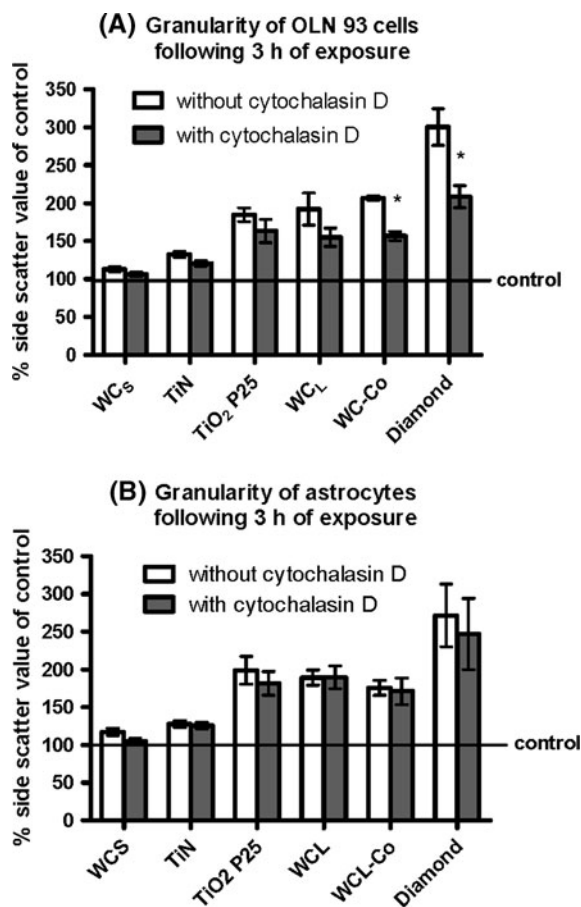 (A) Granularity of OLN 93 cells
following 3 h of exposure
% side scatter value of control
350
300
250
200
150
100
50
0
without cytochalasin D
with cytochalasin D
*
*
control
WCS
TiN
TiO2 P25
WCL
WC-Co
Diamond
(B) Granularity of astrocytes
following 3 h of exposure
% side scatter value of control
350
300
250
200
150
100
50
0
without cytochalasin D
with cytochalasin D
control
WCS
TiN
TiO2 P25
WCL
WCL-Co
Diamond